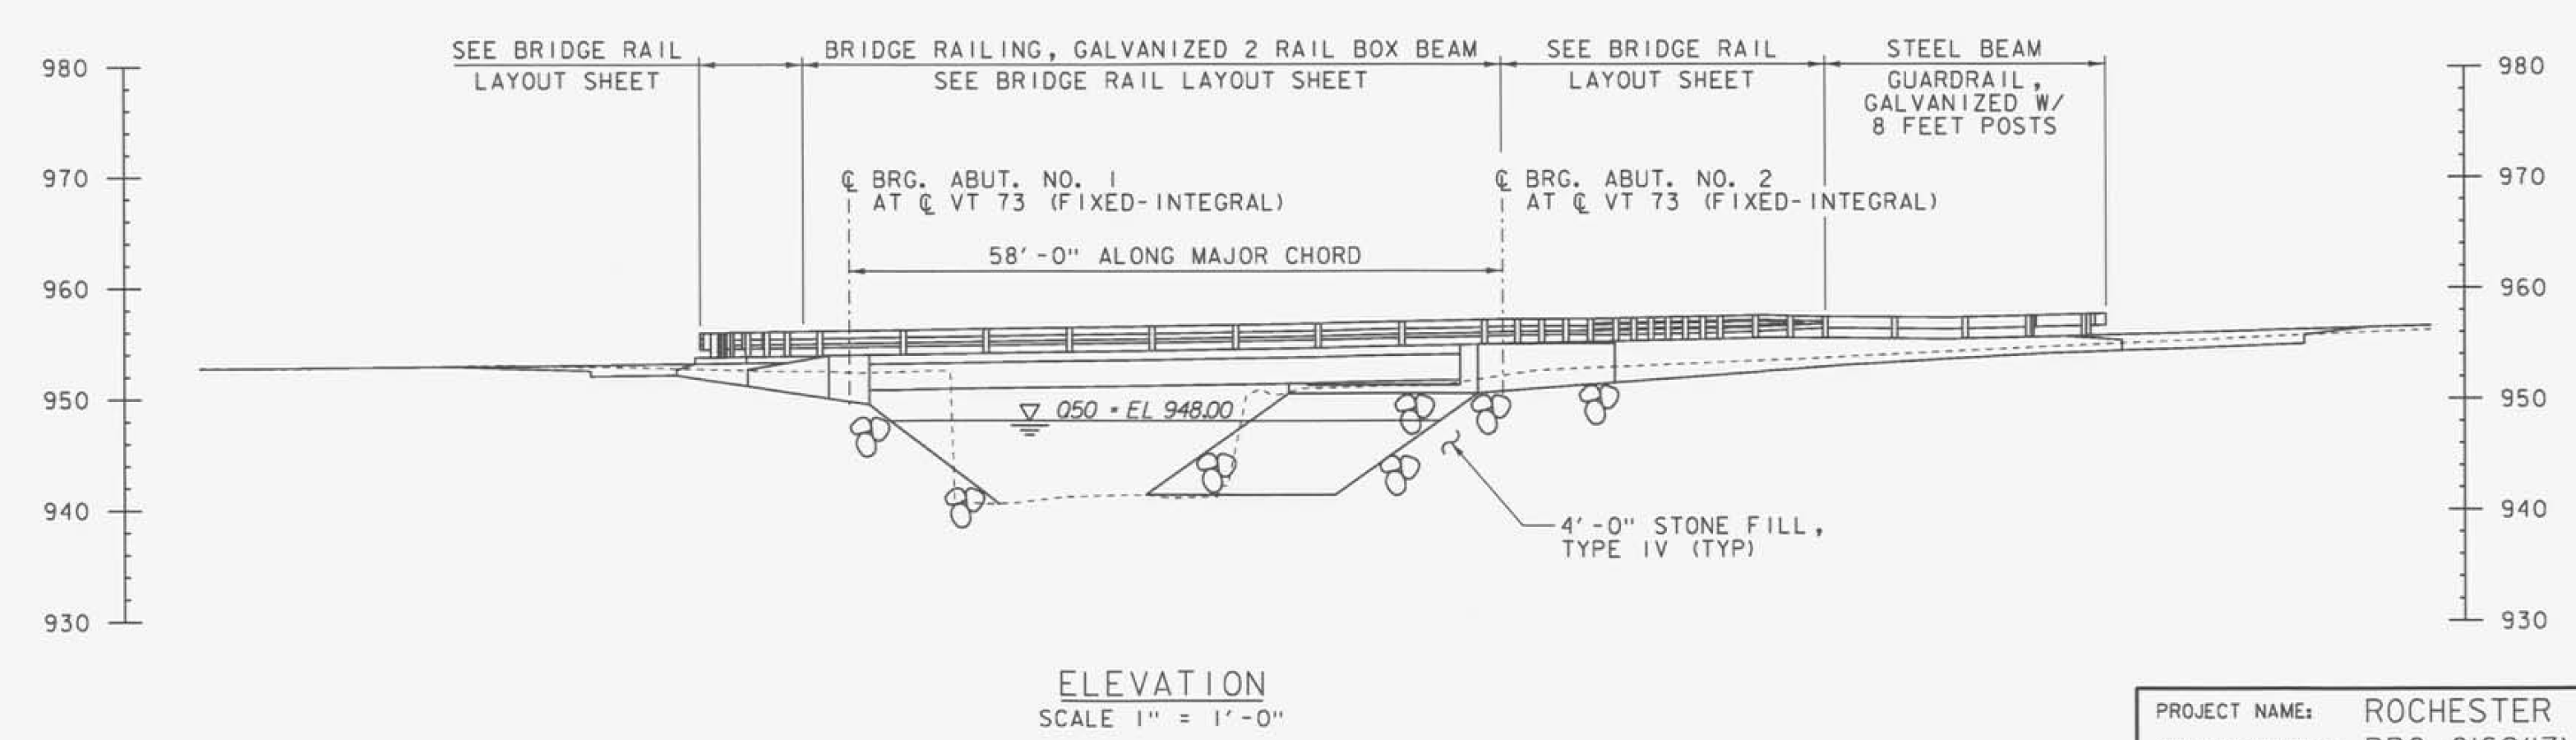 SEE BRIDGE RAIL
LAYOUT SHEET
BRIDGE RAILING, GALVANIZED 2 RAIL BOX BEAM
SEE BRIDGE RAIL LAYOUT SHEET
SEE BRIDGE RAIL
LAYOUT SHEET
STEEL BEAM
GUARDRAIL,
GALVANIZED W/
8 FEET POSTS
980
970
960
950
940
930
980
970
960
950
940
930
℄ BRG. ABUT. NO. 1
AT ℄ VT 73 (FIXED-INTEGRAL)
℄ BRG. ABUT. NO. 2
AT ℄ VT 73 (FIXED-INTEGRAL)
58'-0" ALONG MAJOR CHORD
Q50 = EL 948.00
4'-0" STONE FILL,
TYPE IV (TYP)
ELEVATION
SCALE 1" = 1'-0"
PROJECT NAME: ROCHESTER